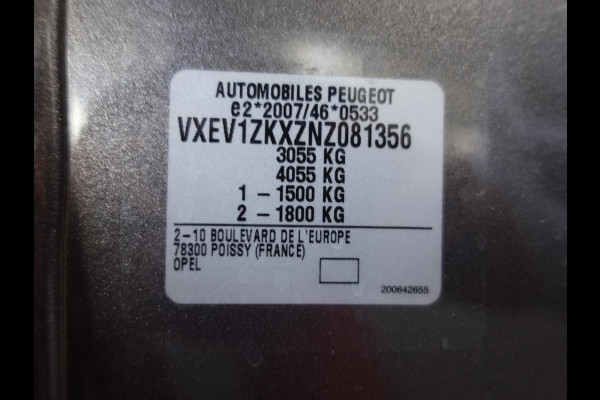 AUTOMOBILES PEUGEOT
e2*2007/46*0533
VXEV1ZKXZNZ081356
3055 KG
4055 KG
1 - 1500 KG
2 - 1800 KG
2-10 BOULEVARD DE L'EUROPE
78300 POISSY (FRANCE)
OPEL
200642655